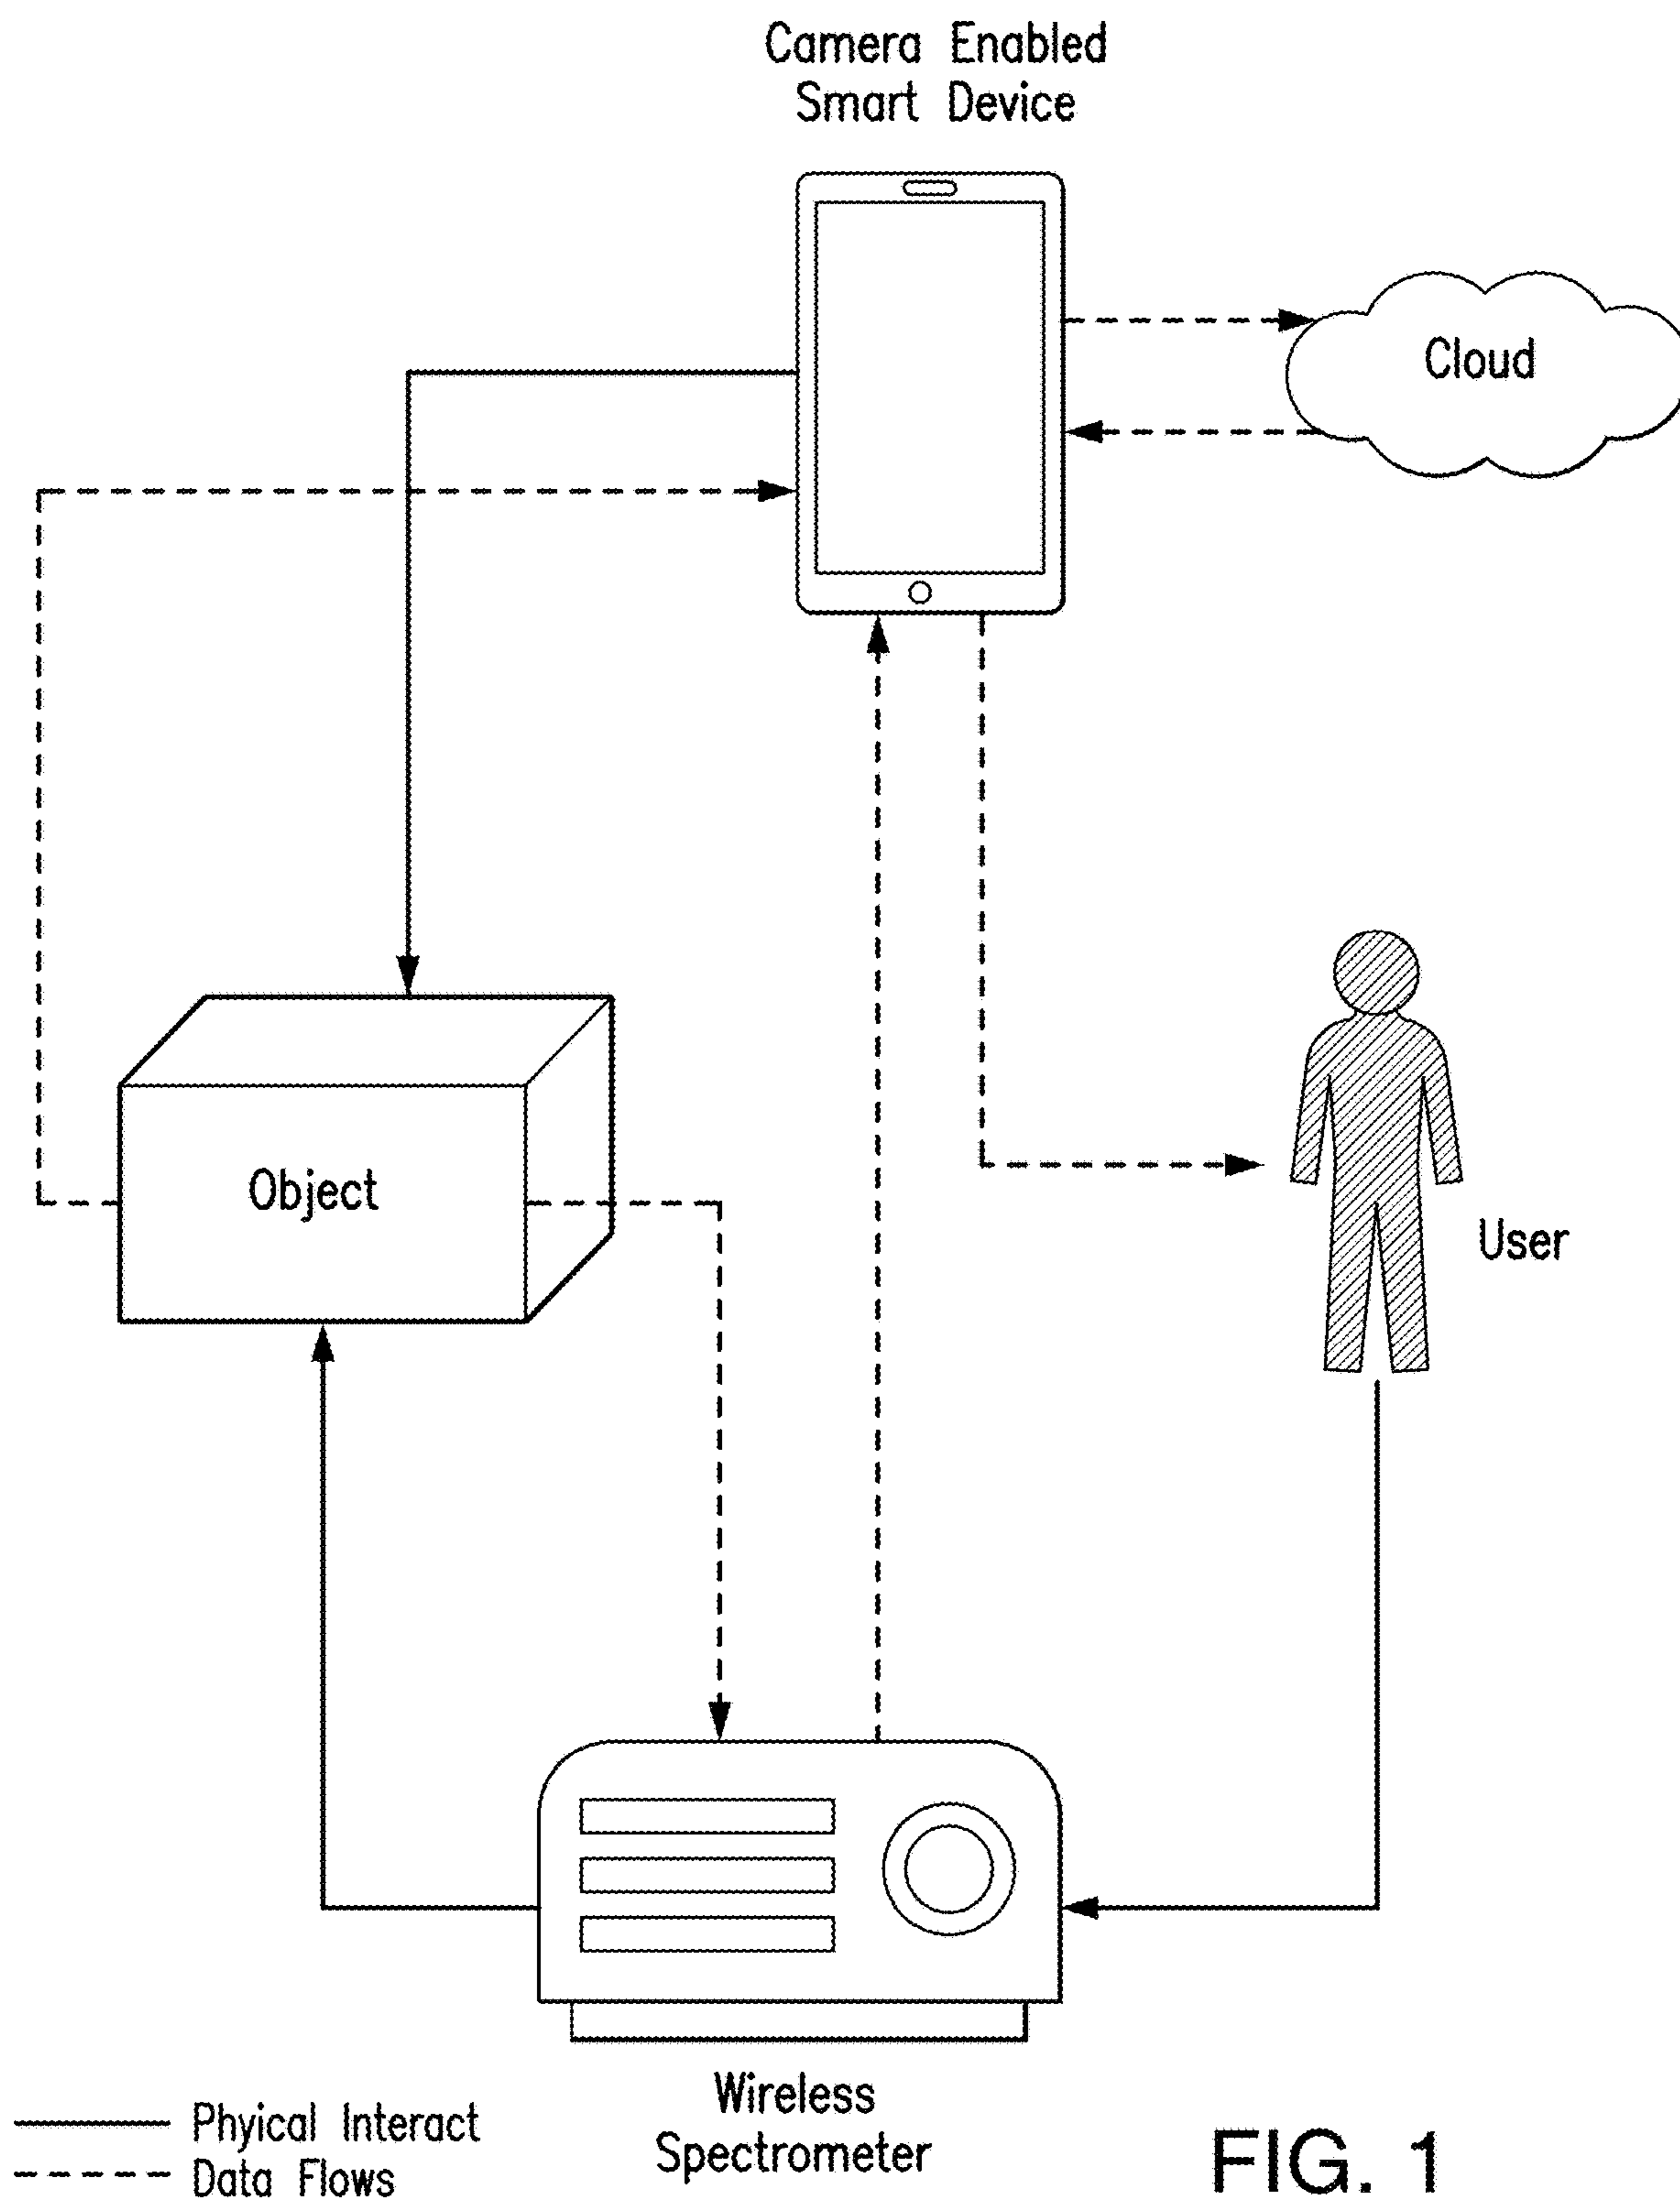 Camera Enabled
Smart Device
Cloud
Object
User
Wireless
Spectrometer
Phyical Interact
Data Flows
FIG. 1